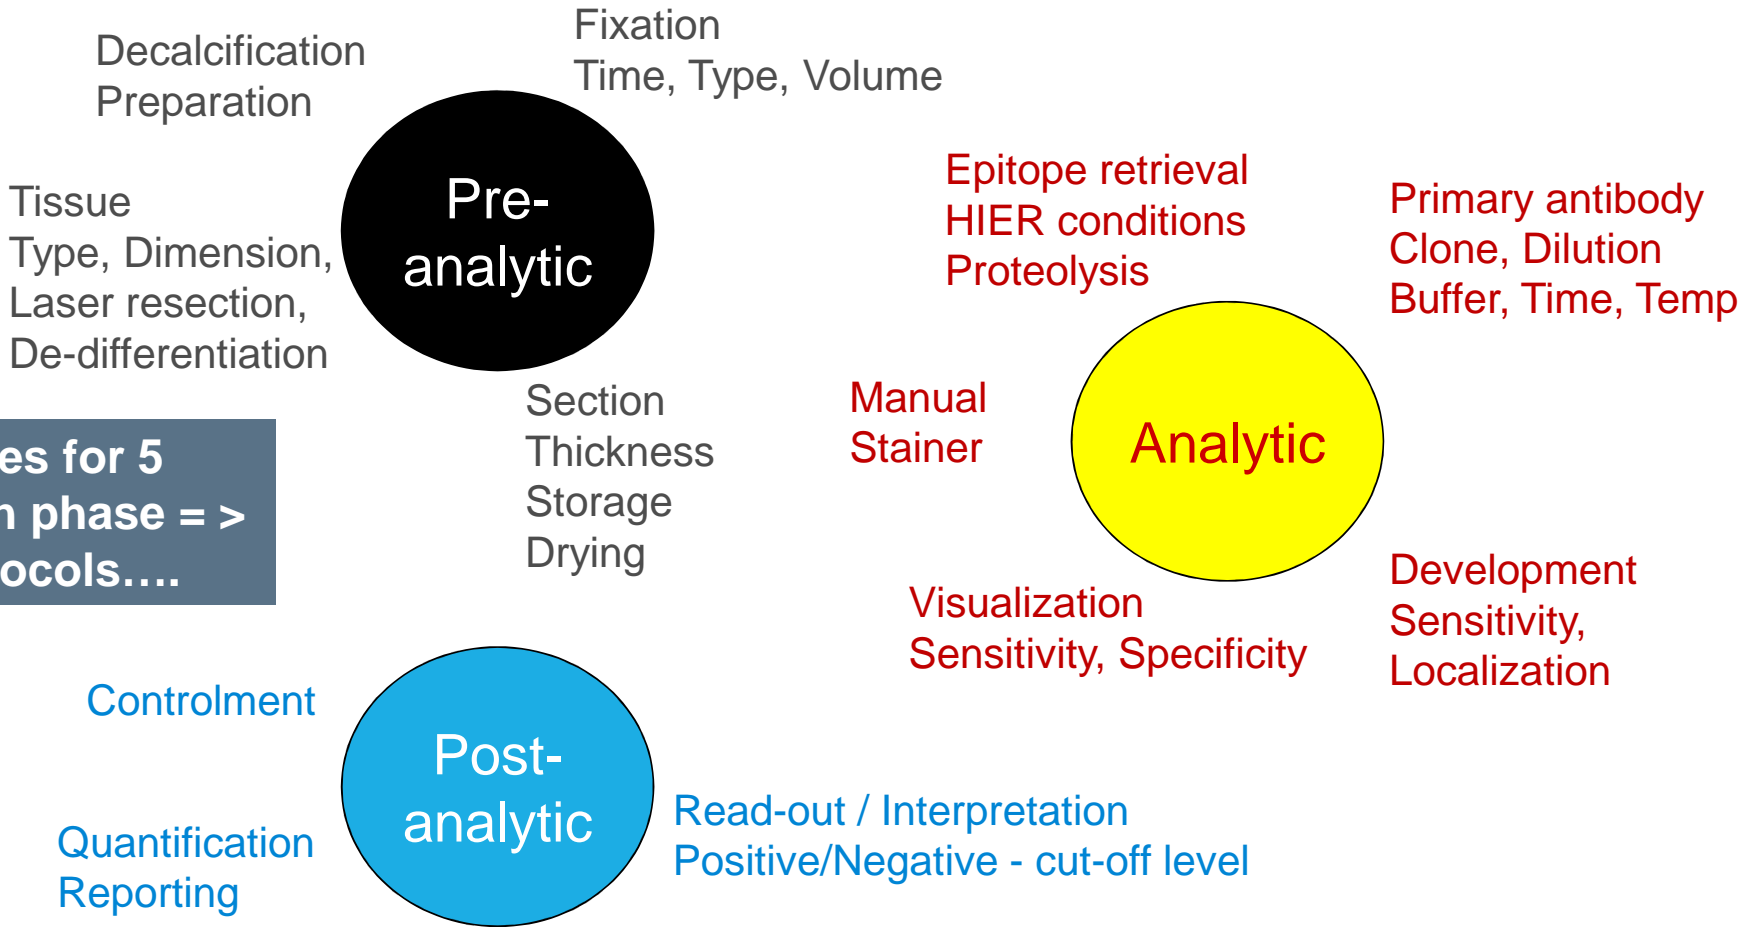 Decalcification
Preparation
Fixation
Time, Type, Volume
Tissue
Type, Dimension,
Laser resection,
De-differentiation
Pre-
analytic
Section
Thickness
Storage
Drying
Epitope retrieval
HIER conditions
Proteolysis
Primary antibody
Clone, Dilution
Buffer, Time, Temp
Manual
Stainer
Analytic
Visualization
Sensitivity, Specificity
Development
Sensitivity,
Localization
es for 5
phase = >
ocols....
Controlment
Quantification
Reporting
Post-
analytic
Read-out / Interpretation
Positive/Negative - cut-off level